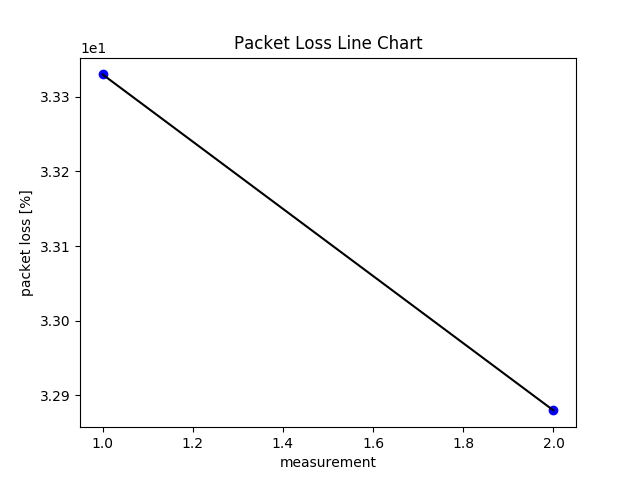 Packet Loss Line Chart
1e1
3.33
3.32
3.31
3.30
3.29
packet loss [%]
1.0 1.2 1.4 1.6 1.8 2.0
measurement